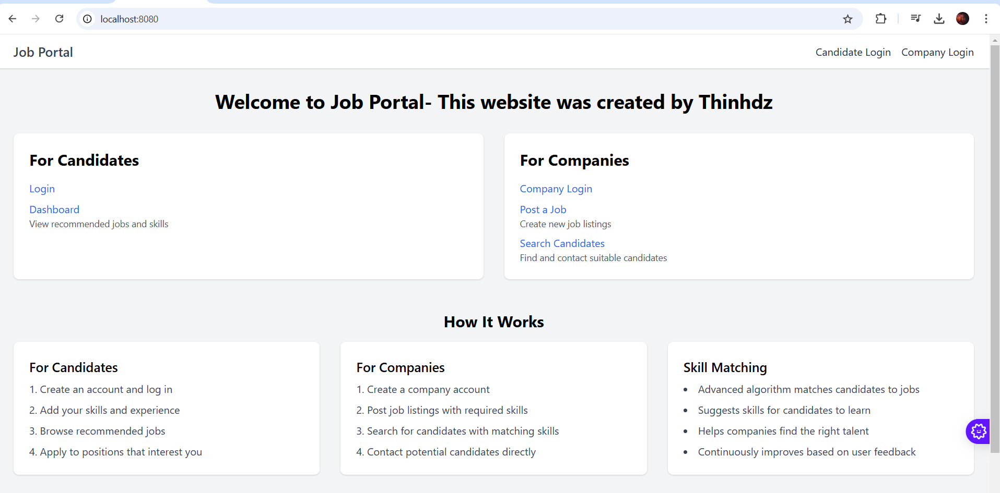 localhost:8080
Job Portal
Candidate Login Company Login
Welcome to Job Portal- This website was created by Thinhdz
For Candidates
Login
Dashboard
View recommended jobs and skills
For Companies
Company Login
Post a Job
Create new job listings
Search Candidates
Find and contact suitable candidates
How It Works
For Candidates
1. Create an account and log in
2. Add your skills and experience
3. Browse recommended jobs
4. Apply to positions that interest you
For Companies
1. Create a company account
2. Post job listings with required skills
3. Search for candidates with matching skills
4. Contact potential candidates directly
Skill Matching
• Advanced algorithm matches candidates to jobs
• Suggests skills for candidates to learn
• Helps companies find the right talent
• Continuously improves based on user feedback